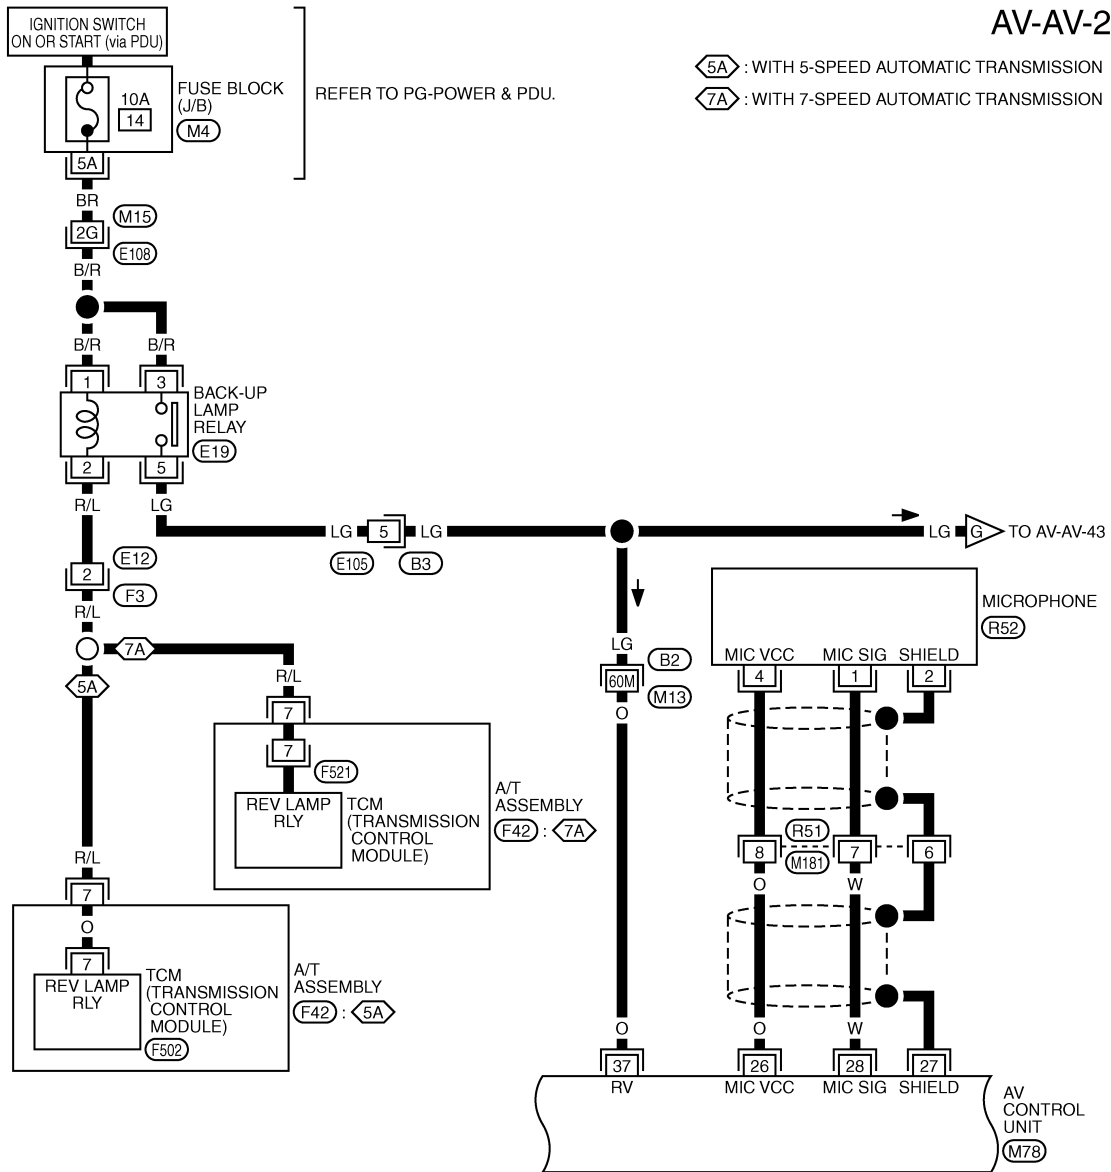 AV-AV-2
IGNITION SWITCH
ON OR START (via PDU)
10A
14
FUSE BLOCK
(J/B)
M4
REFER TO PG-POWER & PDU.
5A : WITH 5-SPEED AUTOMATIC TRANSMISSION
7A : WITH 7-SPEED AUTOMATIC TRANSMISSION
5A
BR
M15
2G
E108
B/R
B/R
B/R
1
3
BACK-UP
LAMP
RELAY
E19
2
5
R/L
LG
LG
5
LG
E105
B3
LG
G
TO AV-AV-43
E12
2
F3
R/L
7A
5A
R/L
7
7
F521
REV LAMP
RLY
TCM
(TRANSMISSION
CONTROL
MODULE)
A/T
ASSEMBLY
F42 : 7A
R/L
7
O
7
REV LAMP
RLY
TCM
(TRANSMISSION
CONTROL
MODULE)
F502
A/T
ASSEMBLY
F42 : 5A
LG
B2
60M
M13
O
O
37
RV
MICROPHONE
R52
MIC VCC
MIC SIG
SHIELD
4
1
2
R51
8
M181
7
6
O
W
O
W
26
28
27
MIC VCC
MIC SIG
SHIELD
AV
CONTROL
UNIT
M78